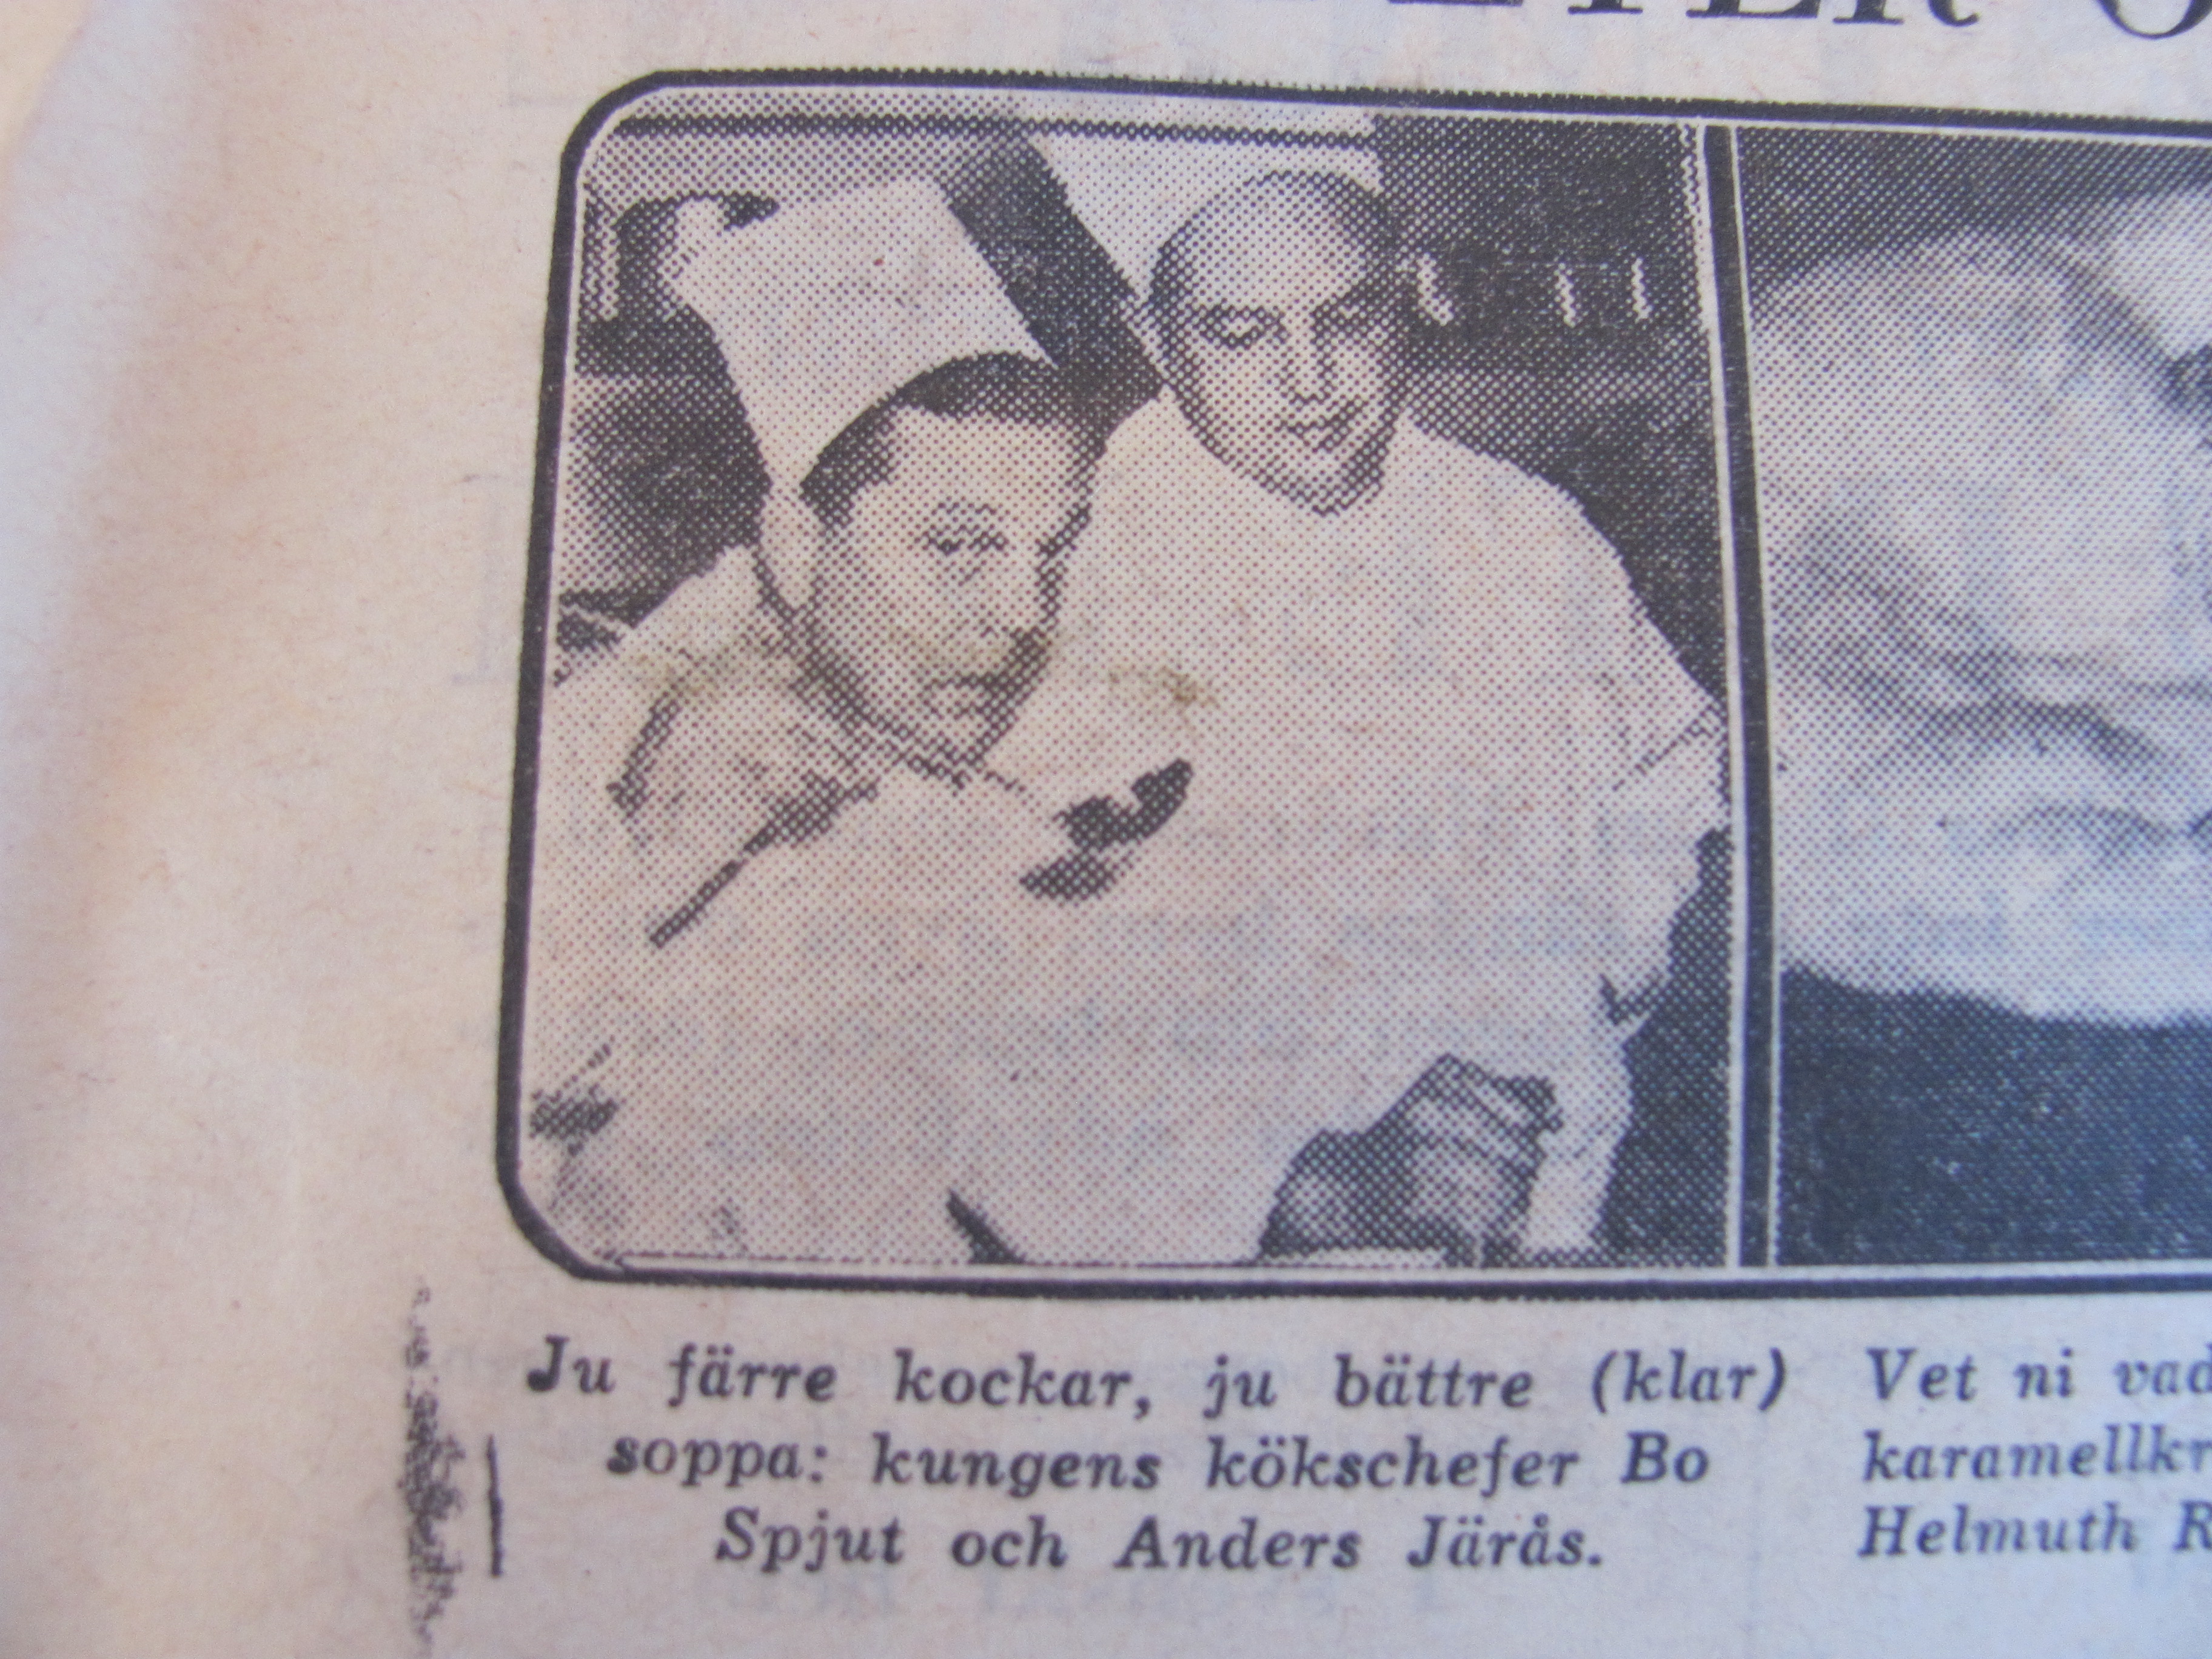 Ju färre kockar, ju bättre (klar)
soppa: kungens kökschefer Bo
Spjut och Anders Järås.
Vet ni vad
Helmuth